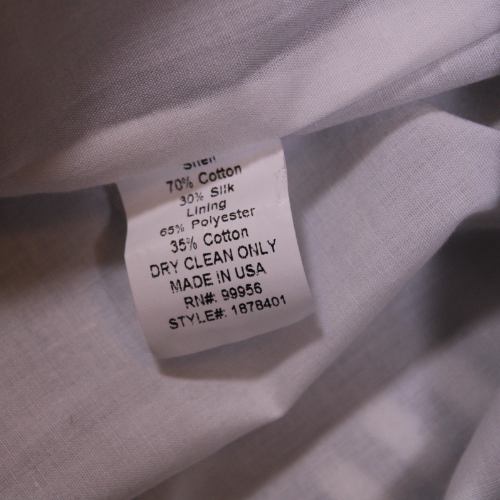 Shell
70% Cotton
30% Silk
Lining
65% Polyester
35% Cotton
DRY CLEAN ONLY
MADE IN USA
RN#: 99956
STYLE#: 1878401